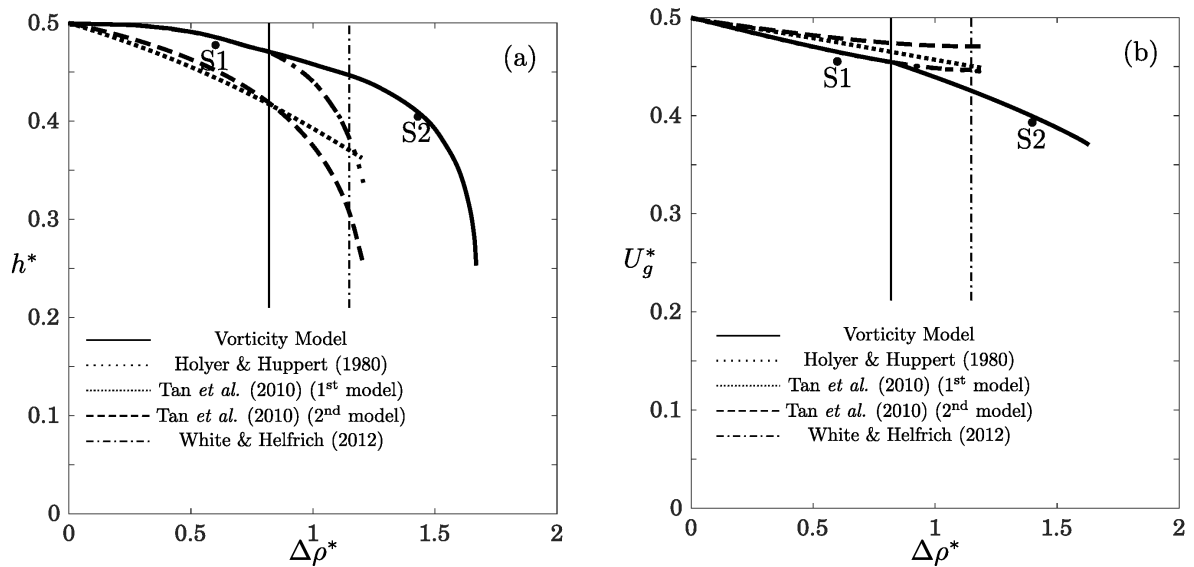 0.5
(a)
S1
0.4
S2
0.3
h*
0.2
Vorticity Model
Holyer & Huppert (1980)
Tan et al. (2010) (1st model)
0.1
Tan et al. (2010) (2nd model)
White & Helfrich (2012)
0
0 0.5 1 1.5 2
Δρ*
0.5
(b)
S1
0.4
S2
0.3
U*g
0.2
Vorticity Model
Holyer & Huppert (1980)
Tan et al. (2010) (1st model)
0.1
Tan et al. (2010) (2nd model)
White & Helfrich (2012)
0
0 0.5 1 1.5 2
Δρ*